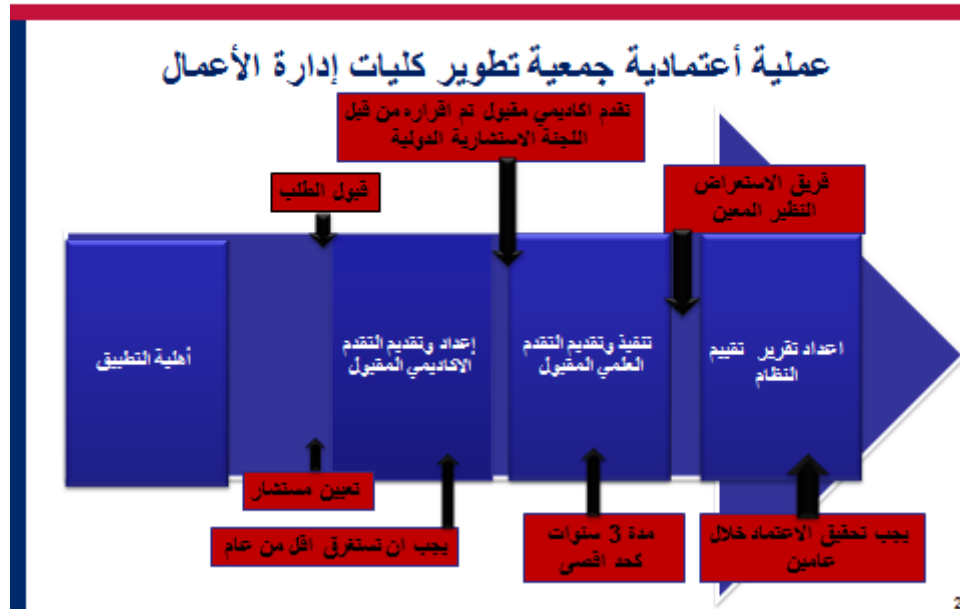 عملية أعتمادية جمعية تطوير كليات إدارة الأعمال
تقدم اكاديمي مقبول تم اقراره من قبل
اللجنة الاستشارية الدولية
قبول الطلب
فريق الاستعراض
النظير المعين
أهلية التطبيق
إعداد وتقديم التقدم
الاكاديمي المقبول
تنفيذ وتقديم التقدم
العلمي المقبول
اعداد تقرير تقييم
النظام
تعيين مستشار
يجب ان تستغرق اقل من عام
مدة 3 سنوات
كحد اقصى
يجب تحقيق الاعتماد خلال
عامين
2